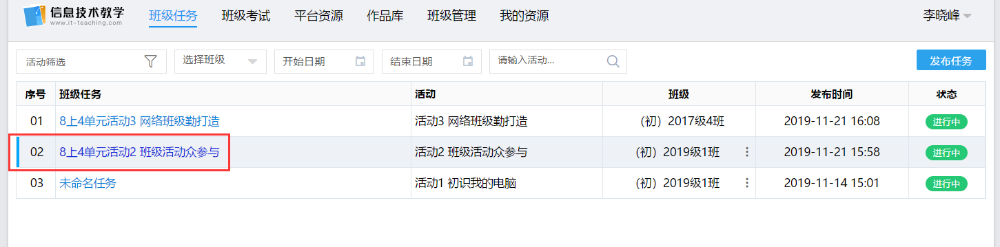 信息技术教学
www.it-teaching.com
班级任务 班级考试 平台资源 作品库 班级管理 我的资源 李晓峰
活动筛选 选择班级 开始日期 结束日期 请输入活动... 发布任务
序号 班级任务 活动 班级 发布时间 状态
01 8上4单元活动3 网络班级勤打造 活动3 网络班级勤打造 （初）2017级4班 2019-11-21 16:08 进行中
02 8上4单元活动2 班级活动众参与 活动2 班级活动众参与 （初）2019级1班 2019-11-21 15:58 进行中
03 未命名任务 活动1 初识我的电脑 （初）2019级1班 2019-11-14 15:01 进行中